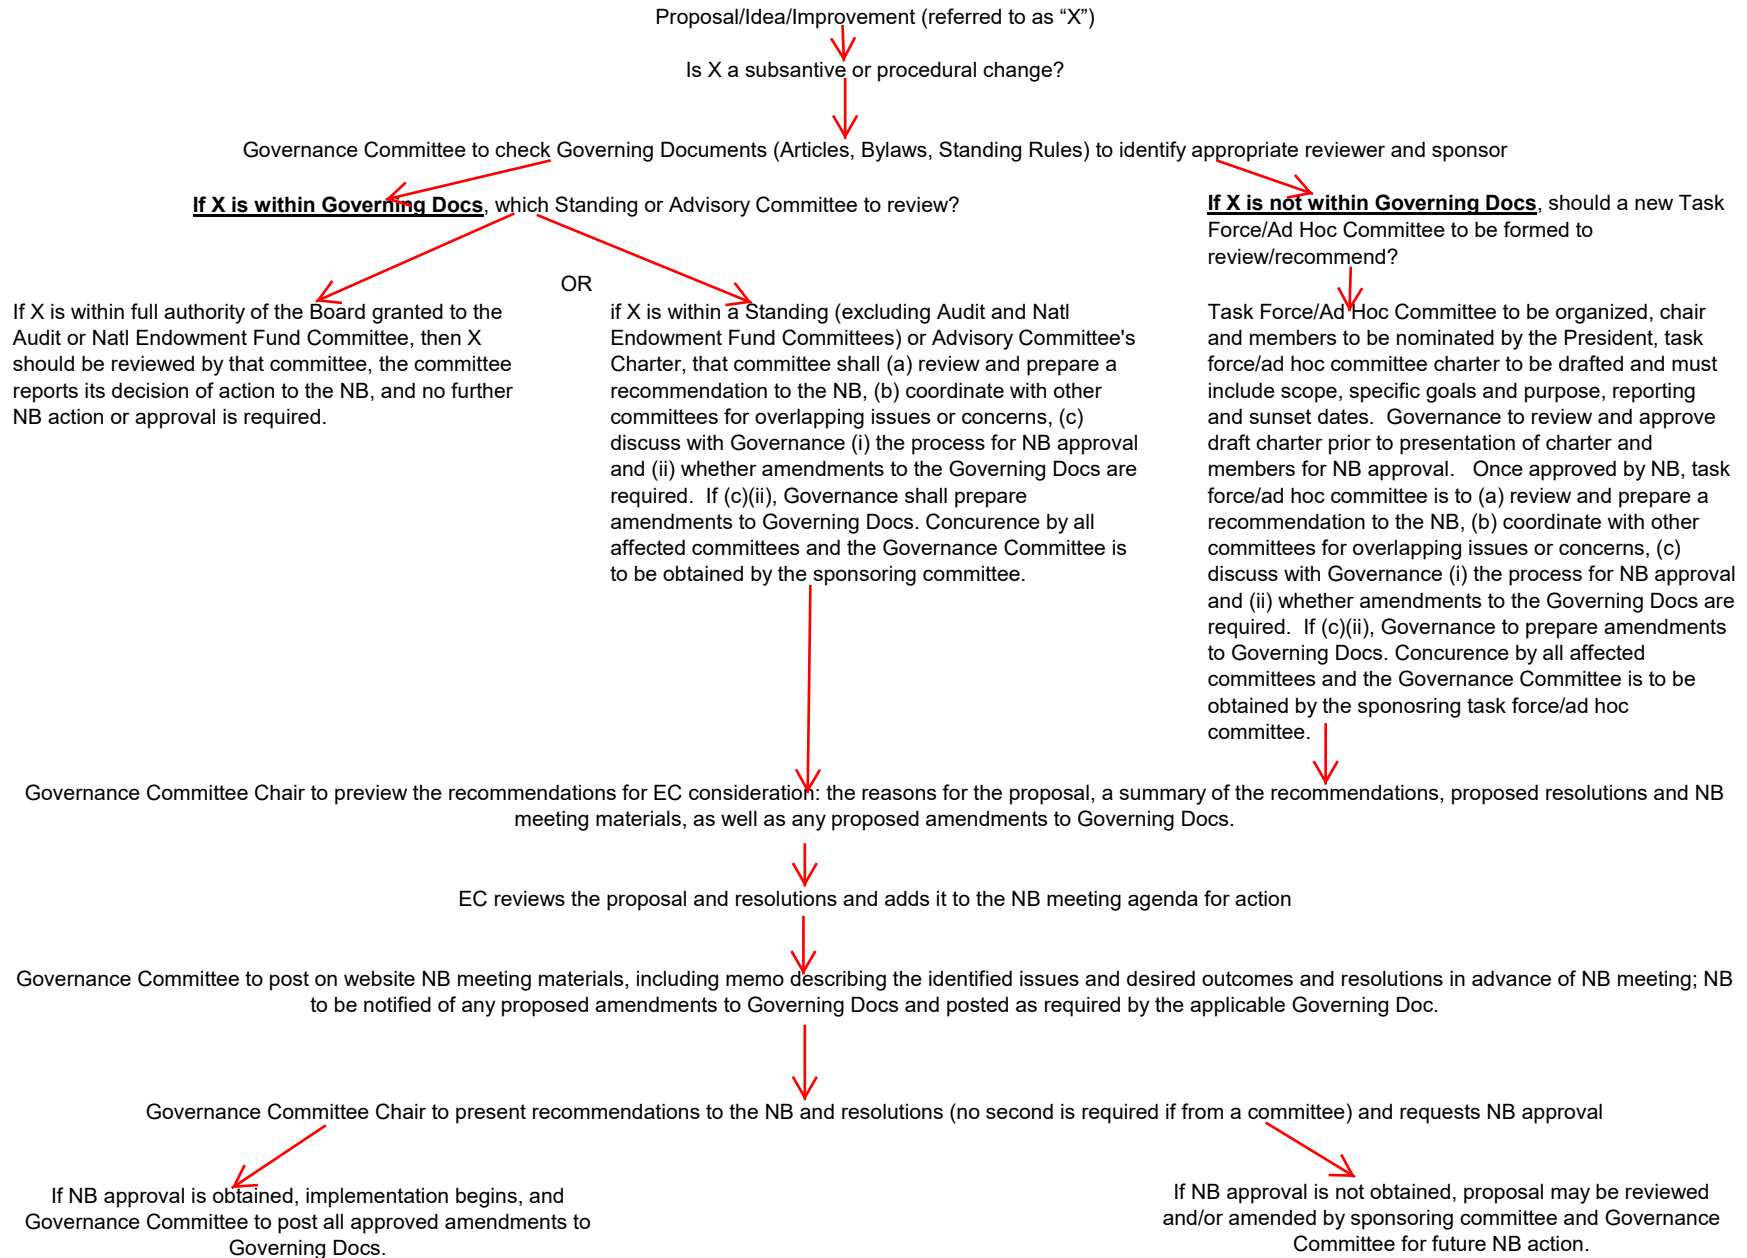 Proposal/Idea/Improvement (referred to as “X”)
Is X a subsantive or procedural change?
Governance Committee to check Governing Documents (Articles, Bylaws, Standing Rules) to identify appropriate reviewer and sponsor
If X is within Governing Docs, which Standing or Advisory Committee to review?
If X is not within Governing Docs, should a new Task
Force/Ad Hoc Committee to be formed to
review/recommend?
If X is within full authority of the Board granted to the
Audit or Natl Endowment Fund Committee, then X
should be reviewed by that committee, the committee
reports its decision of action to the NB, and no further
NB action or approval is required.
OR
if X is within a Standing (excluding Audit and Natl
Endowment Fund Committees) or Advisory Committee's
Charter, that committee shall (a) review and prepare a
recommendation to the NB, (b) coordinate with other
committees for overlapping issues or concerns, (c)
discuss with Governance (i) the process for NB approval
and (ii) whether amendments to the Governing Docs are
required.  If (c)(ii), Governance shall prepare
amendments to Governing Docs. Concurence by all
affected committees and the Governance Committee is
to be obtained by the sponsoring committee.
Task Force/Ad Hoc Committee to be organized, chair
and members to be nominated by the President, task
force/ad hoc committee charter to be drafted and must
include scope, specific goals and purpose, reporting
and sunset dates.  Governance to review and approve
draft charter prior to presentation of charter and
members for NB approval.   Once approved by NB, task
force/ad hoc committee is to (a) review and prepare a
recommendation to the NB, (b) coordinate with other
committees for overlapping issues or concerns, (c)
discuss with Governance (i) the process for NB approval
and (ii) whether amendments to the Governing Docs are
required.  If (c)(ii), Governance to prepare amendments
to Governing Docs. Concurence by all affected
committees and the Governance Committee is to be
obtained by the sponosring task force/ad hoc
committee.
Governance Committee Chair to preview the recommendations for EC consideration: the reasons for the proposal, a summary of the recommendations, proposed resolutions and NB
meeting materials, as well as any proposed amendments to Governing Docs.
EC reviews the proposal and resolutions and adds it to the NB meeting agenda for action
Governance Committee to post on website NB meeting materials, including memo describing the identified issues and desired outcomes and resolutions in advance of NB meeting; NB
to be notified of any proposed amendments to Governing Docs and posted as required by the applicable Governing Doc.
Governance Committee Chair to present recommendations to the NB and resolutions (no second is required if from a committee) and requests NB approval
If NB approval is obtained, implementation begins, and
Governance Committee to post all approved amendments to
Governing Docs.
If NB approval is not obtained, proposal may be reviewed
and/or amended by sponsoring committee and Governance
Committee for future NB action.